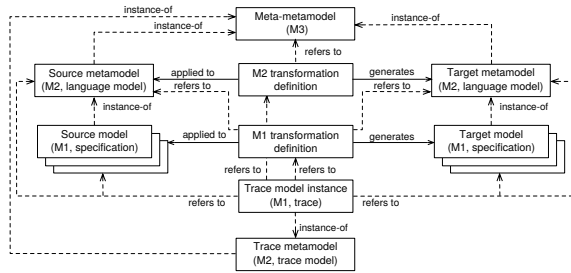 instance-of
instance-of
Meta-metamodel
(M3)
instance-of
refers to
Source metamodel
(M2, language model)
applied to
refers to
M2 transformation
definition
generates
refers to
Target metamodel
(M2, language model)
instance-of
instance-of
Source model
(M1, specification)
applied to
M1 transformation
definition
generates
Target model
(M1, specification)
refers to
refers to
Trace model instance
(M1, trace)
refers to
refers to
instance-of
Trace metamodel
(M2, trace model)